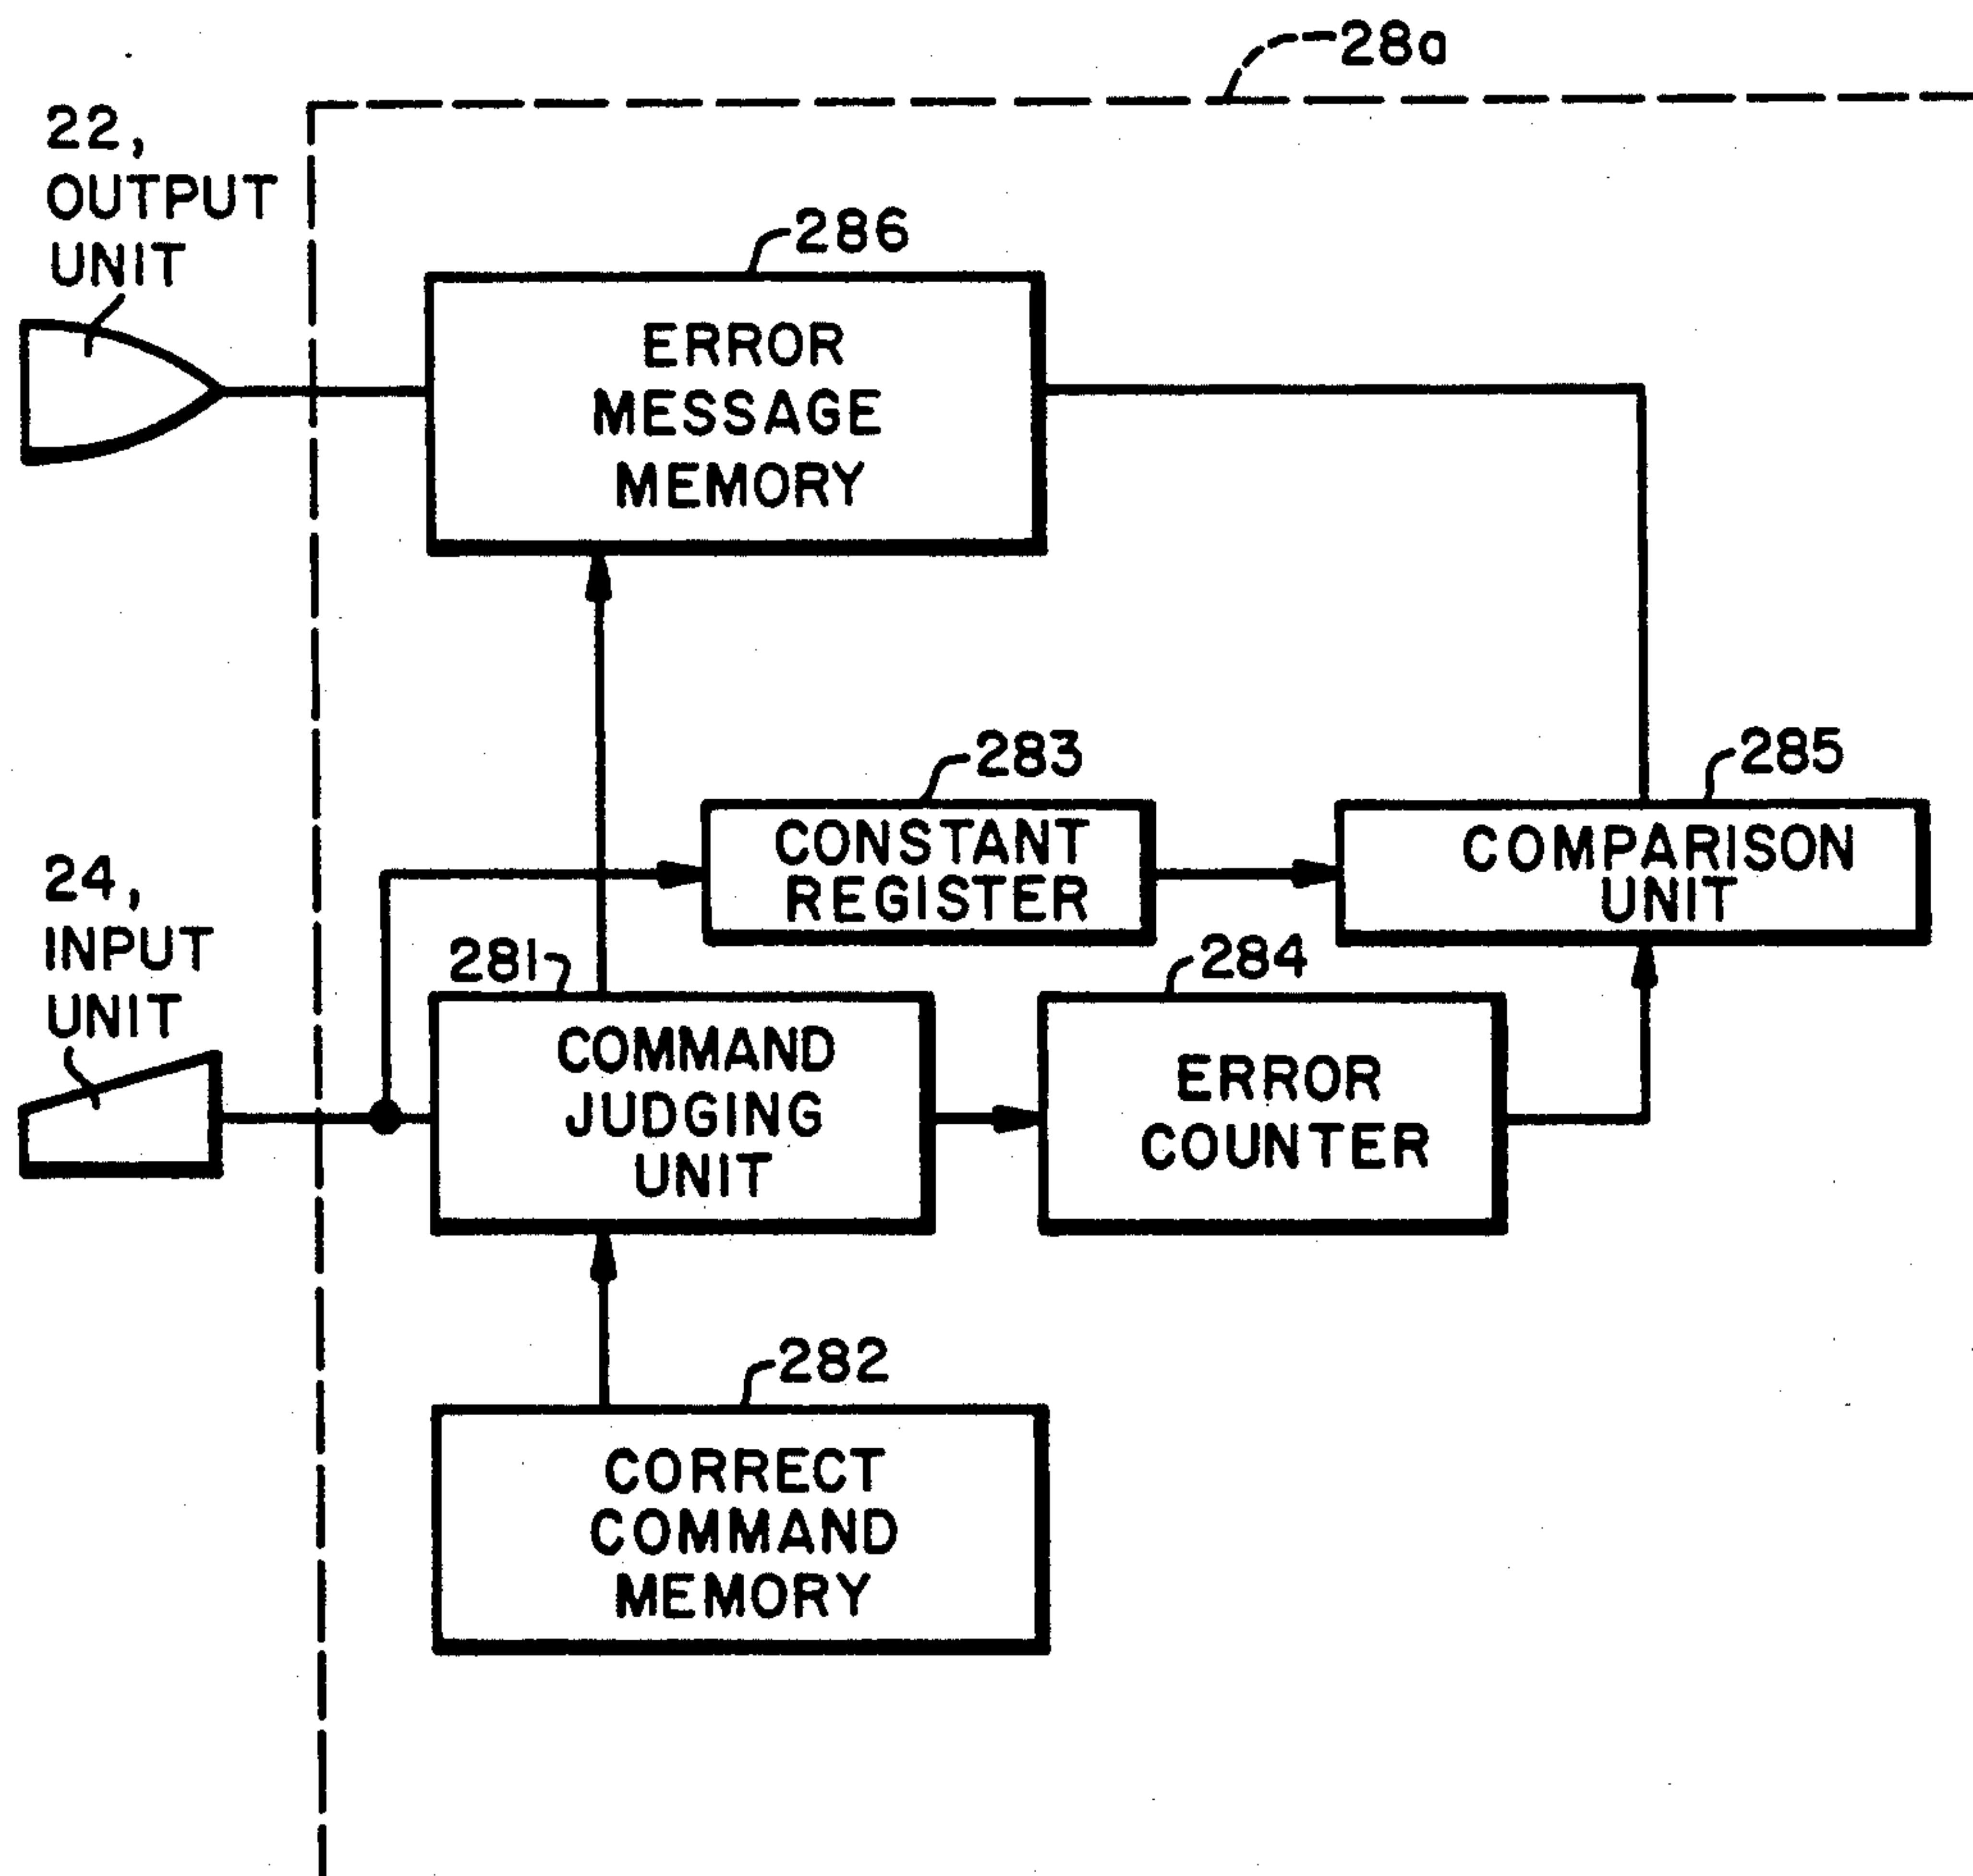 28a
22,
OUTPUT
UNIT
286
ERROR
MESSAGE
MEMORY
283
CONSTANT
REGISTER
285
COMPARISON
UNIT
24,
INPUT
UNIT
281
COMMAND
JUDGING
UNIT
284
ERROR
COUNTER
282
CORRECT
COMMAND
MEMORY